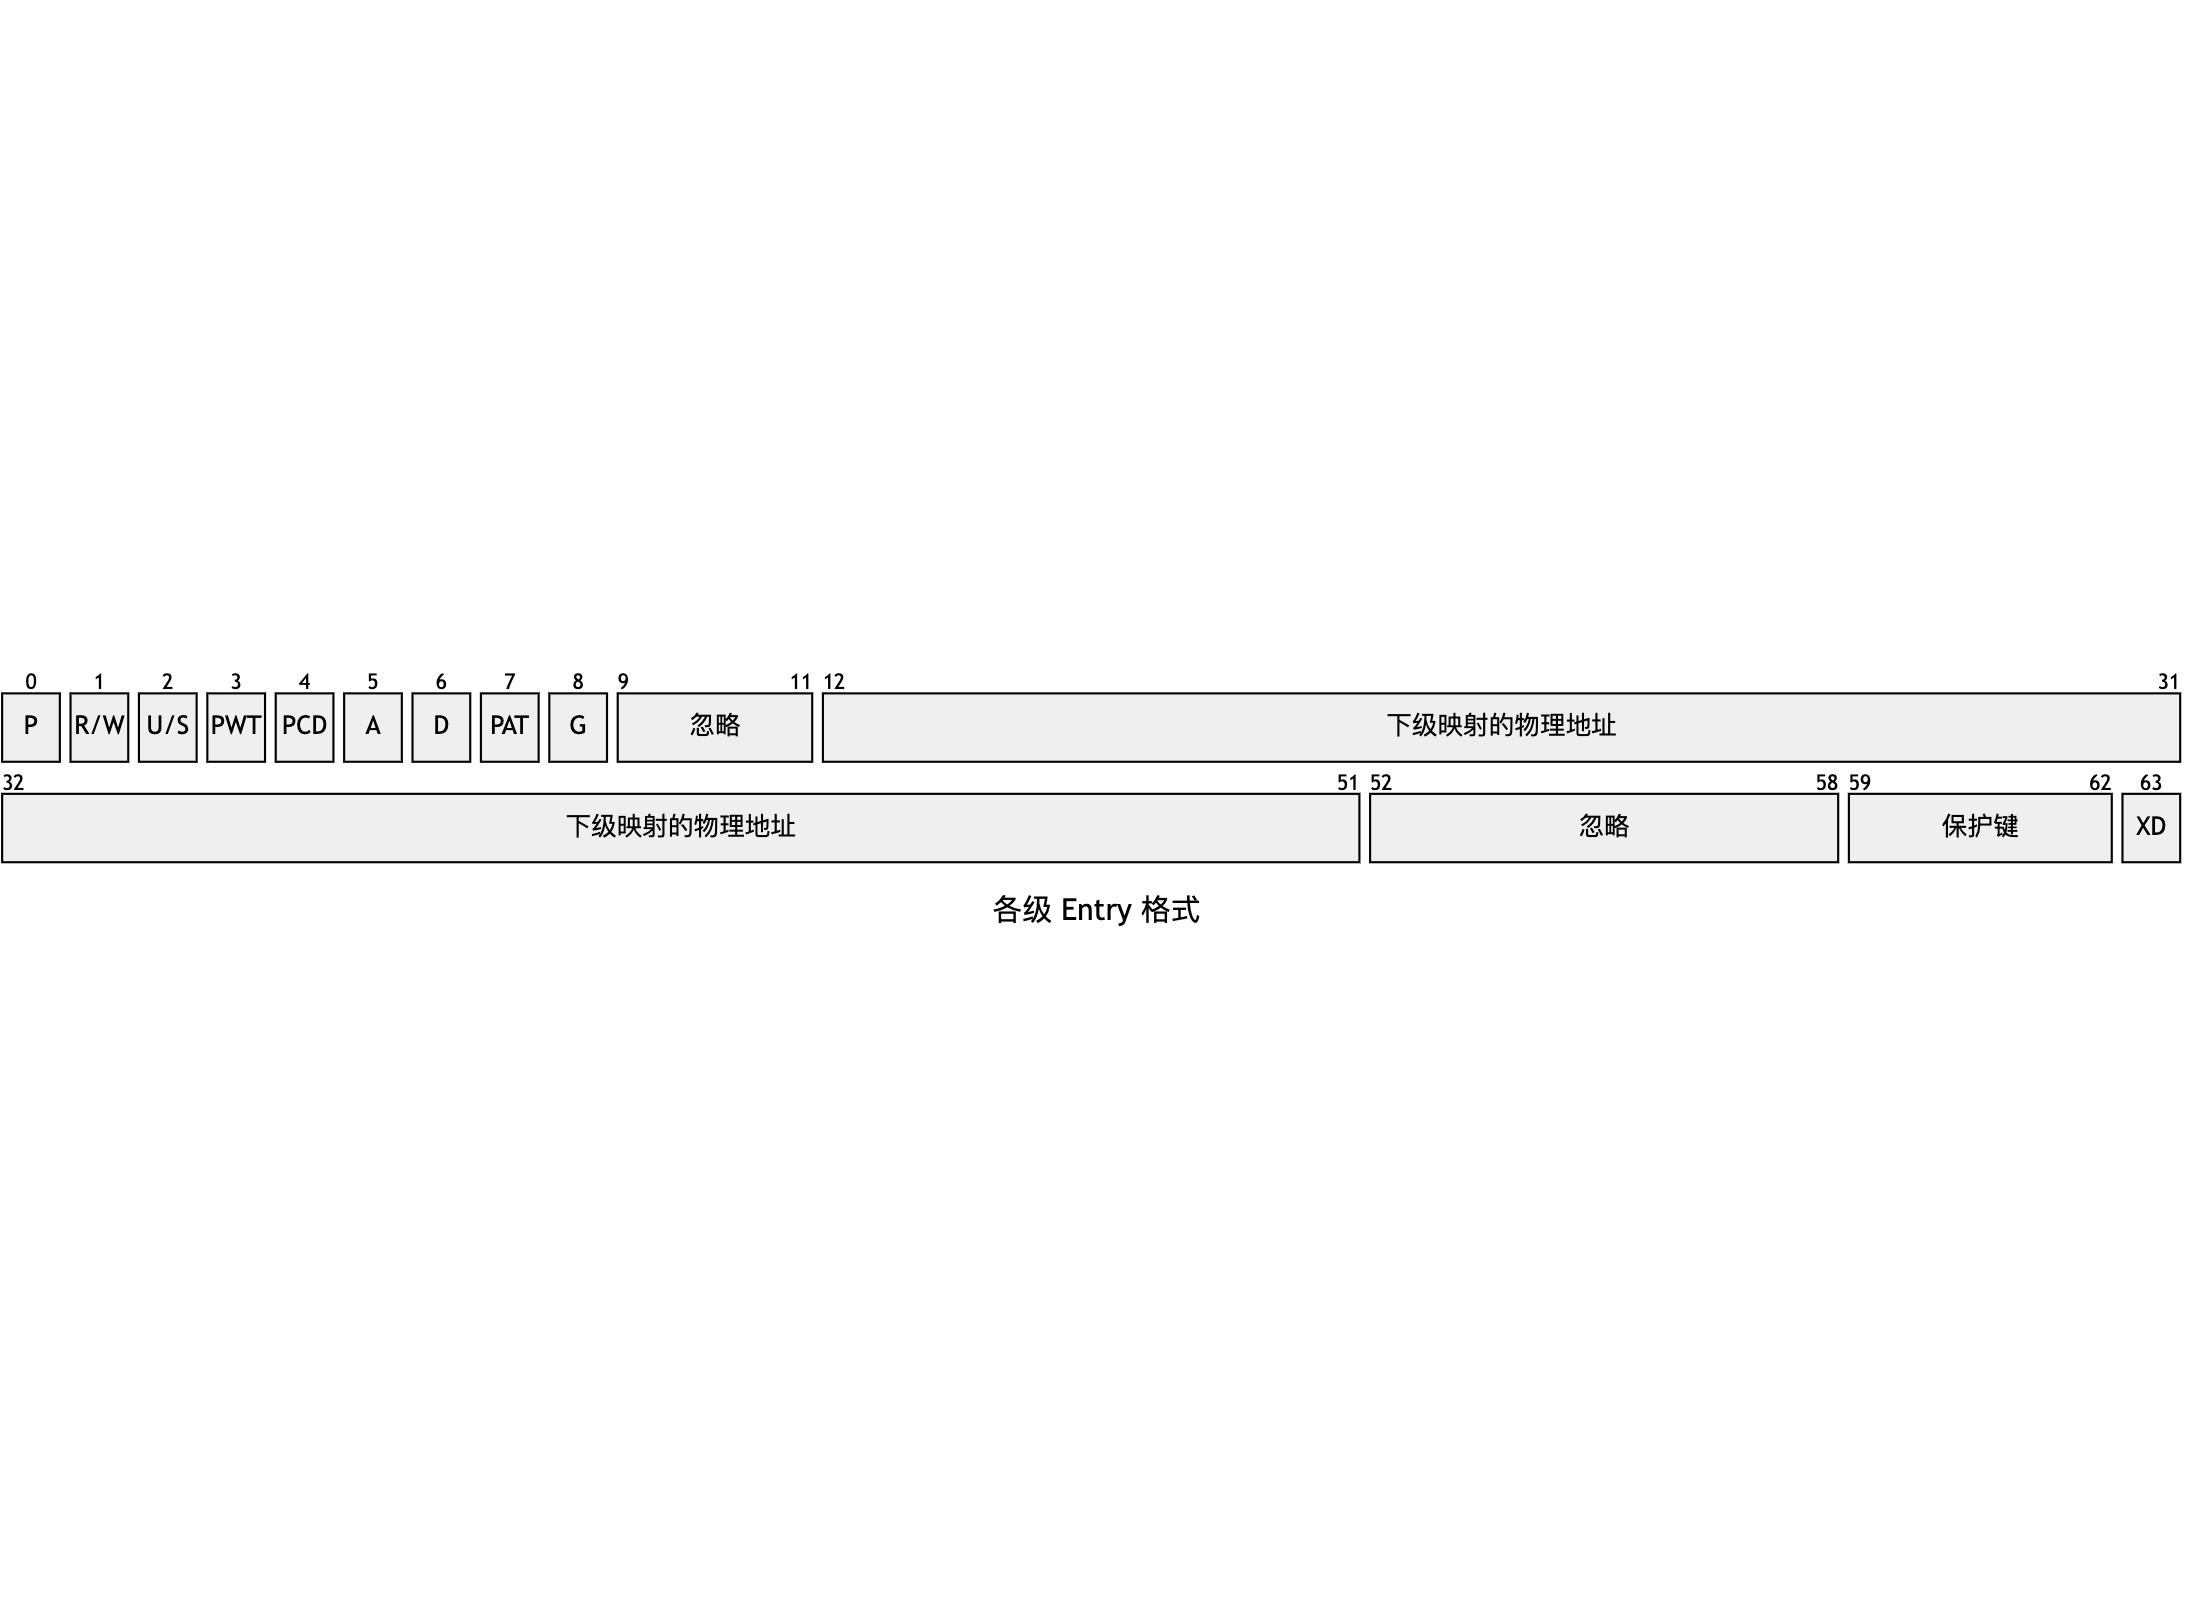 0 1 2 3 4 5 6 7 8 9 11 12 31
P R/W U/S PWT PCD A D PAT G 忽略 下级映射的物理地址
32 51 52 58 59 62 63
下级映射的物理地址 忽略 保护键 XD
各级 Entry 格式